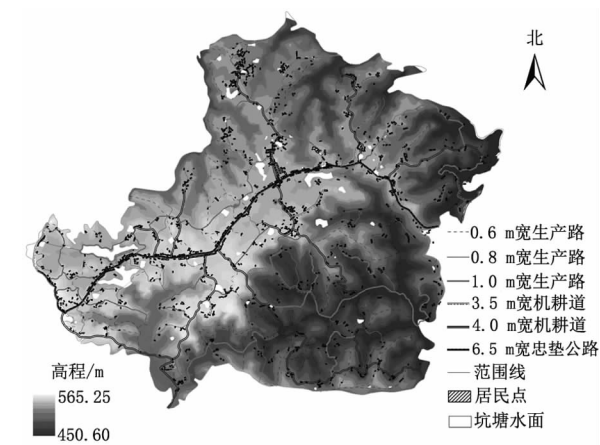 北
0.6 m宽生产路
0.8 m宽生产路
1.0 m宽生产路
3.5 m宽机耕道
4.0 m宽机耕道
6.5 m宽忠垫公路
范围线
居民点
坑塘水面
高程/m
565.25
450.60